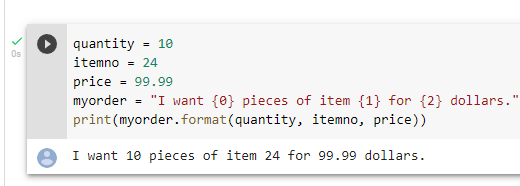 quantity = 10
itemno = 24
price = 99.99
myorder = "I want {0} pieces of item {1} for {2} dollars."
print(myorder.format(quantity, itemno, price))
0s
I want 10 pieces of item 24 for 99.99 dollars.